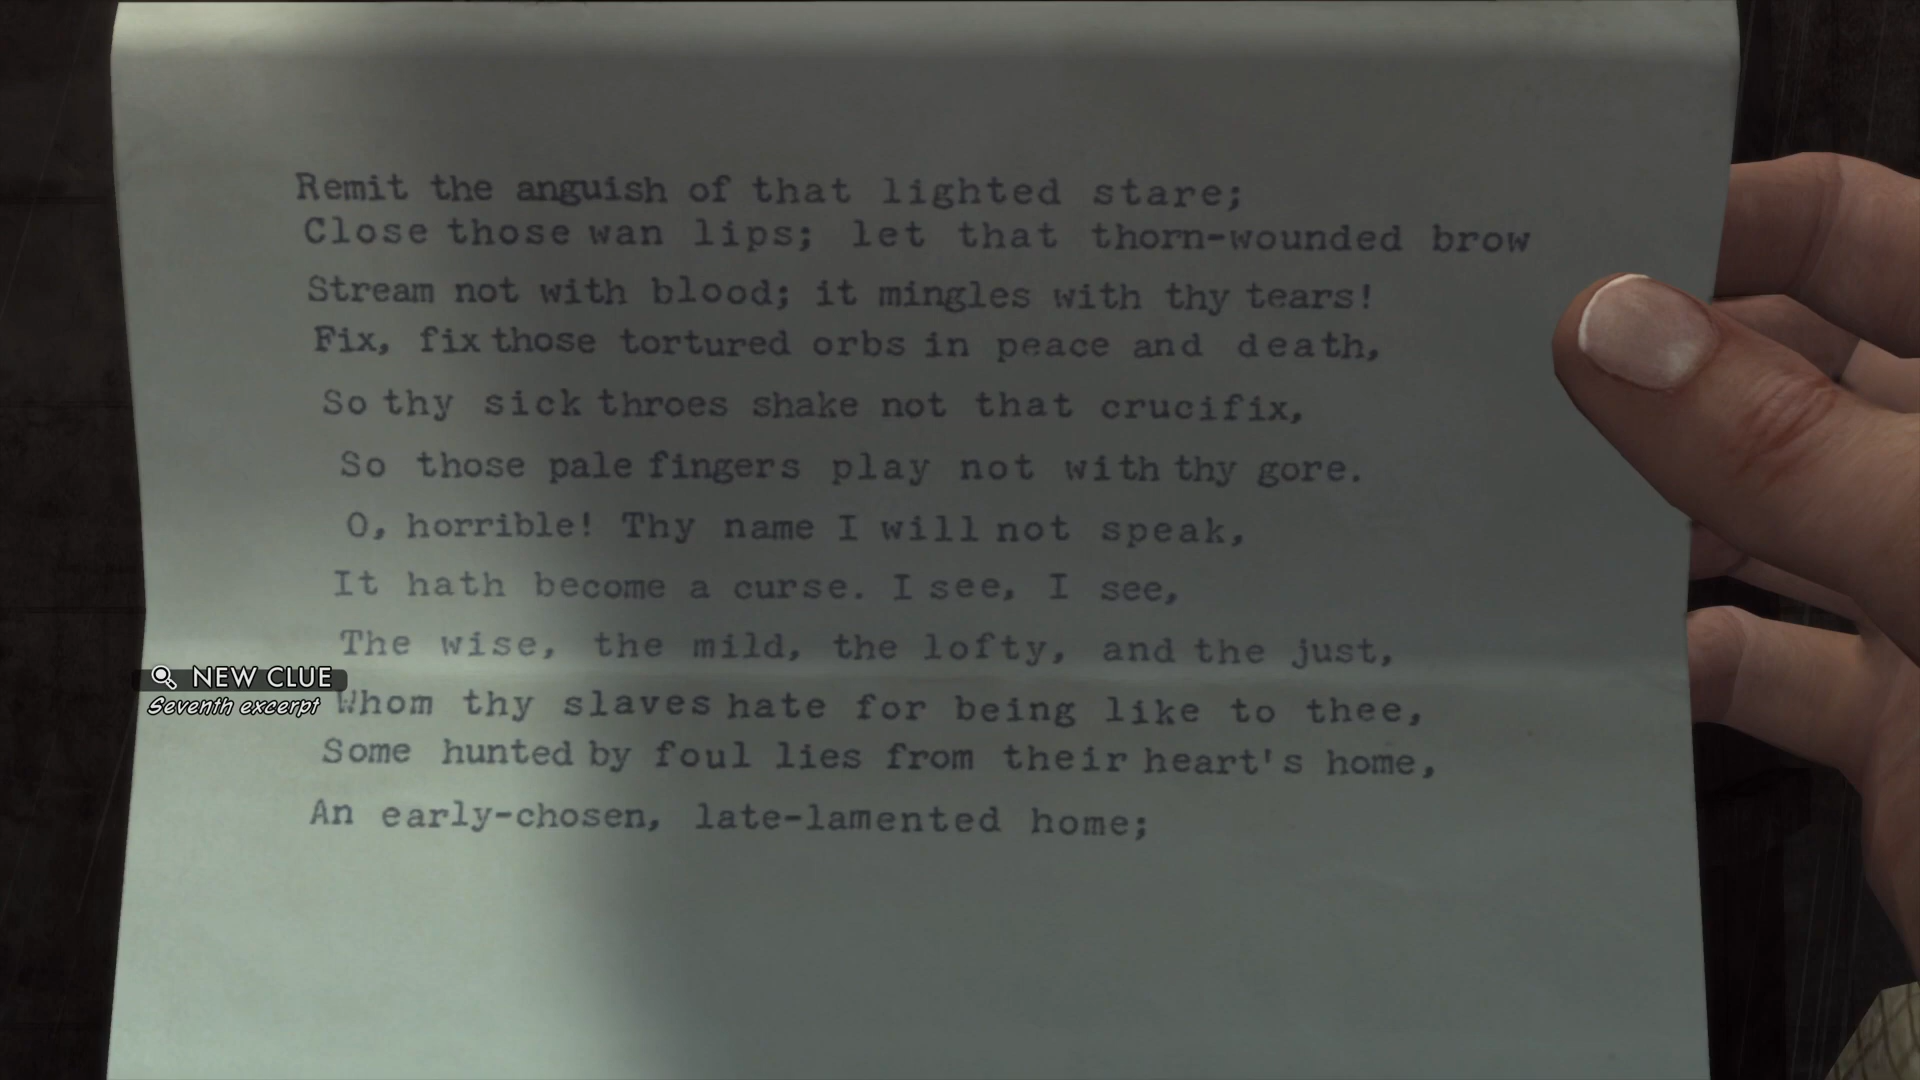 Remit the anguish of that lighted stare;
Close those wan lips; let that thorn-wounded brow
Stream not with blood; it mingles with thy tears!
Fix, fix those tortured orbs in peace and death,
So thy sick throes shake not that crucifix,
So those pale fingers play not with thy gore.
O, horrible! Thy name I will not speak,
It hath become a curse. I see, I see,
The wise, the mild, the lofty, and the just,
NEW CLUE
Seventh excerpt
Whom thy slaves hate for being like to thee,
Some hunted by foul lies from their heart's home,
An early-chosen, late-lamented home;